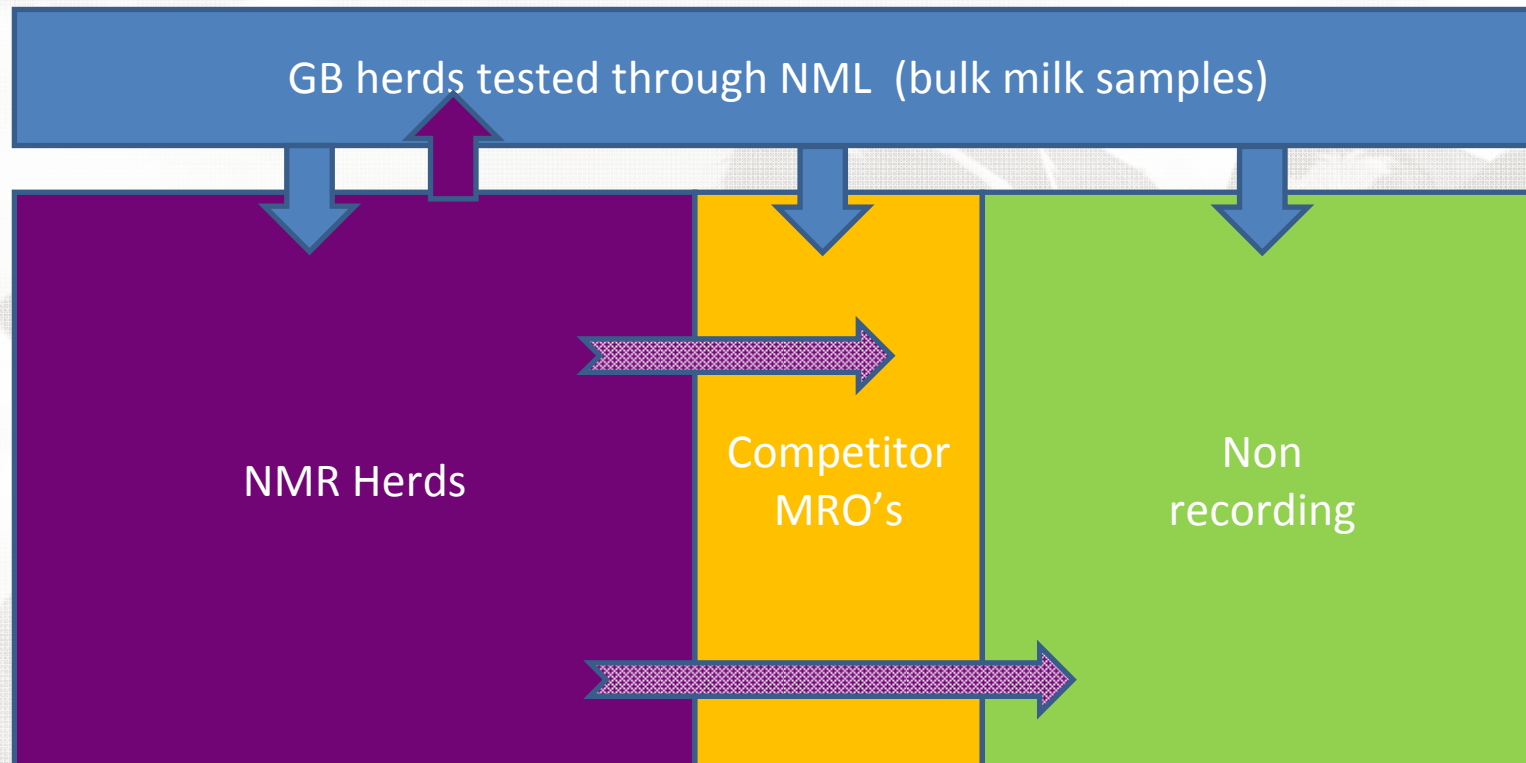 GB herds tested through NML (bulk milk samples)
NMR Herds
Competitor
MRO's
Non
recording